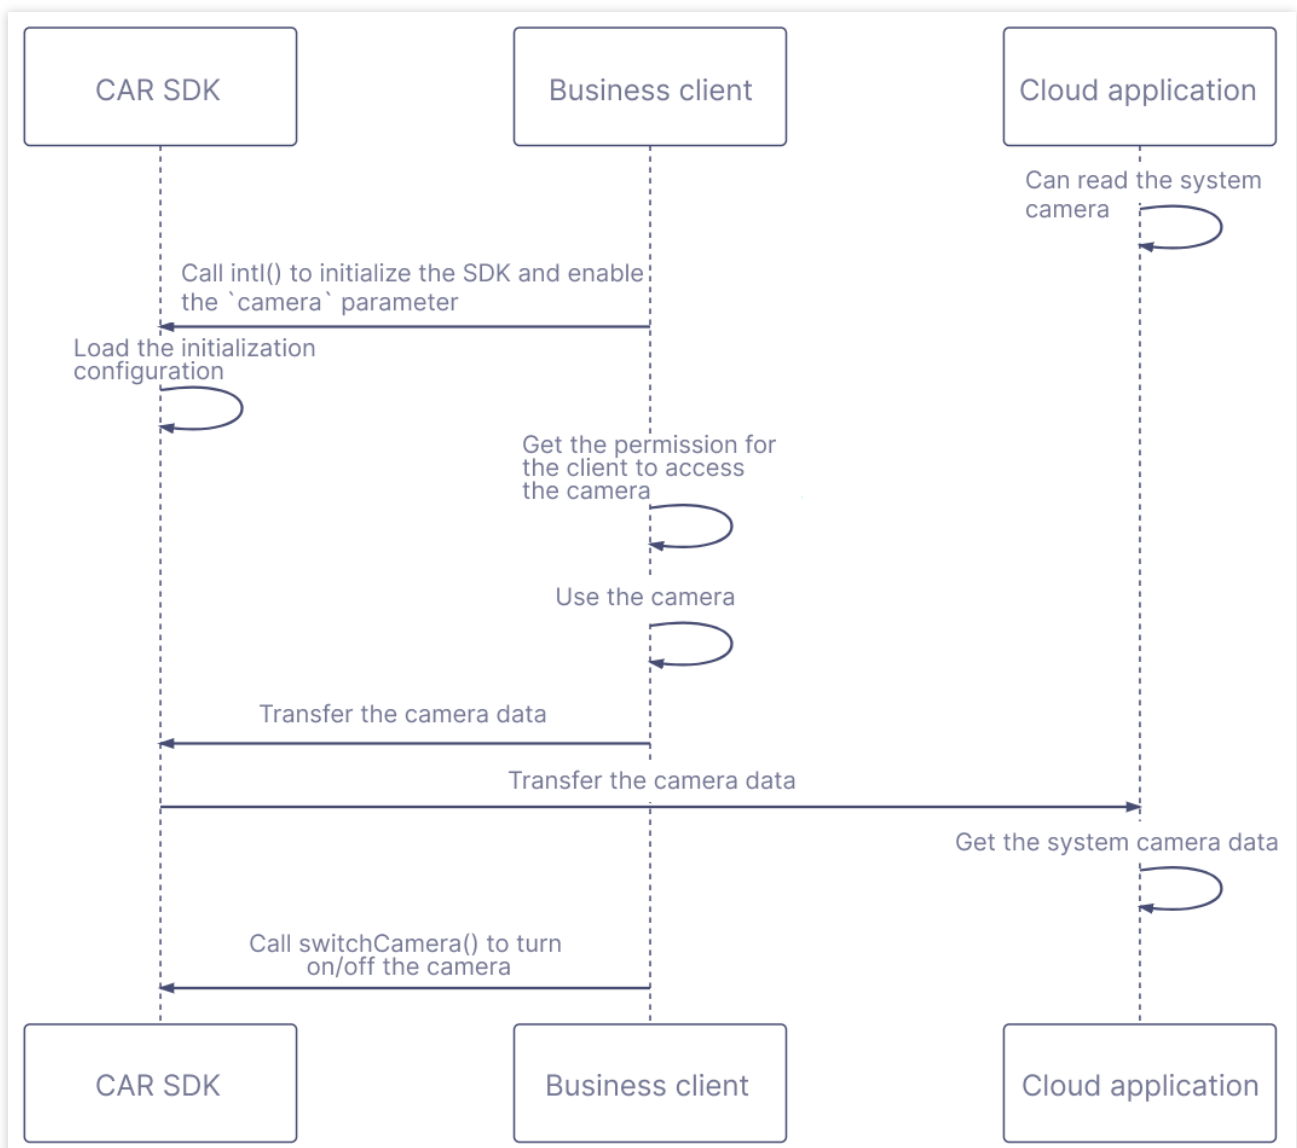 CAR SDK
Business client
Cloud application
Can read the system
camera
Call intl() to initialize the SDK and enable
the `camera` parameter
Load the initialization
configuration
Get the permission for
the client to access
the camera
Use the camera
Transfer the camera data
Transfer the camera data
Get the system camera data
Call switchCamera() to turn
on/off the camera
CAR SDK
Business client
Cloud application